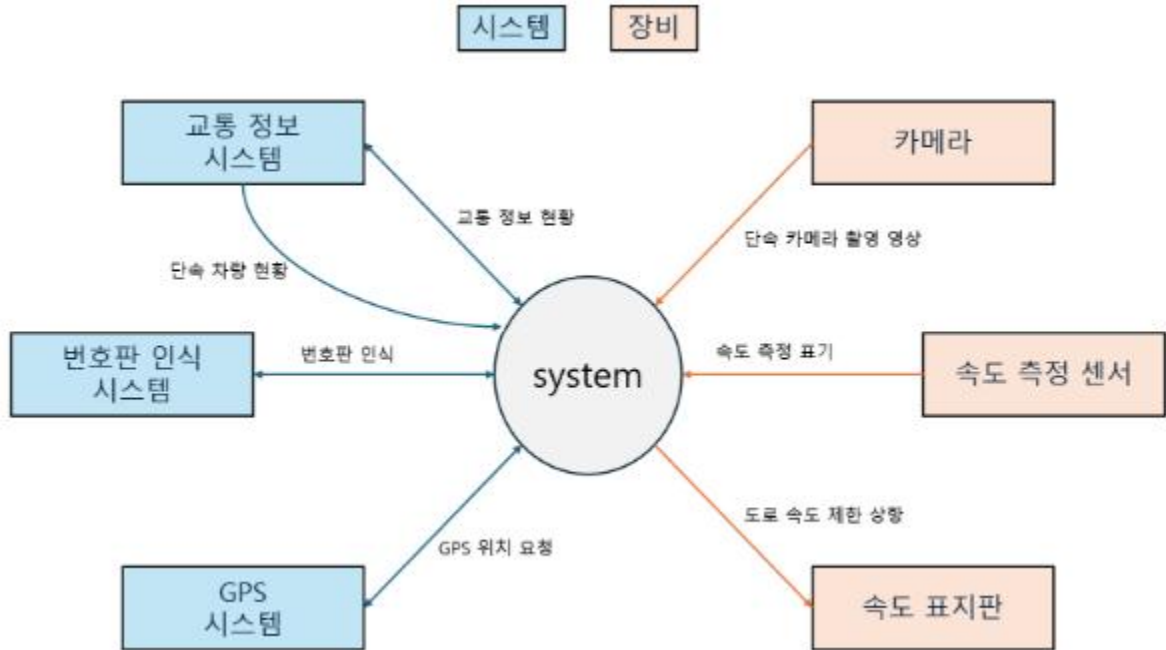 시스템
장비
교통 정보
시스템
카메라
교통 정보 현황
단속 카메라 촬영 영상
단속 차량 현황
번호판 인식
시스템
번호판 인식
system
속도 측정 표기
속도 측정 센서
GPS 위치 요청
도로 속도 제한 상항
GPS
시스템
속도 표지판